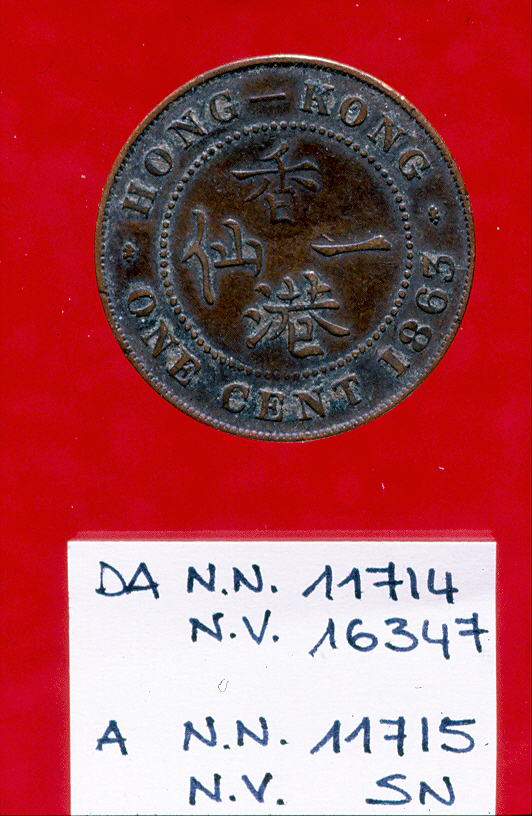 HONG — KONG
ONE CENT 1863
香
仙 一
港
DA N.N. 11714
N.V. 16347
A N.N. 11715
N.V. SN